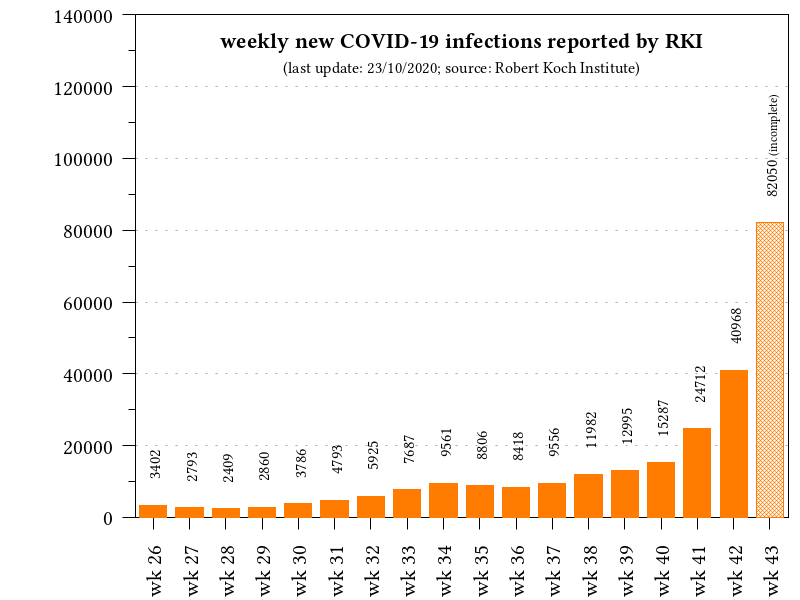 weekly new COVID-19 infections reported by RKI
(last update: 23/10/2020; source: Robert Koch Institute)
140000
120000
100000
80000
60000
40000
20000
0
3402
2793
2409
2860
3786
4793
5925
7687
9561
8806
8418
9556
11982
12995
15287
24712
40968
82050 (incomplete)
wk 26
wk 27
wk 28
wk 29
wk 30
wk 31
wk 32
wk 33
wk 34
wk 35
wk 36
wk 37
wk 38
wk 39
wk 40
wk 41
wk 42
wk 43